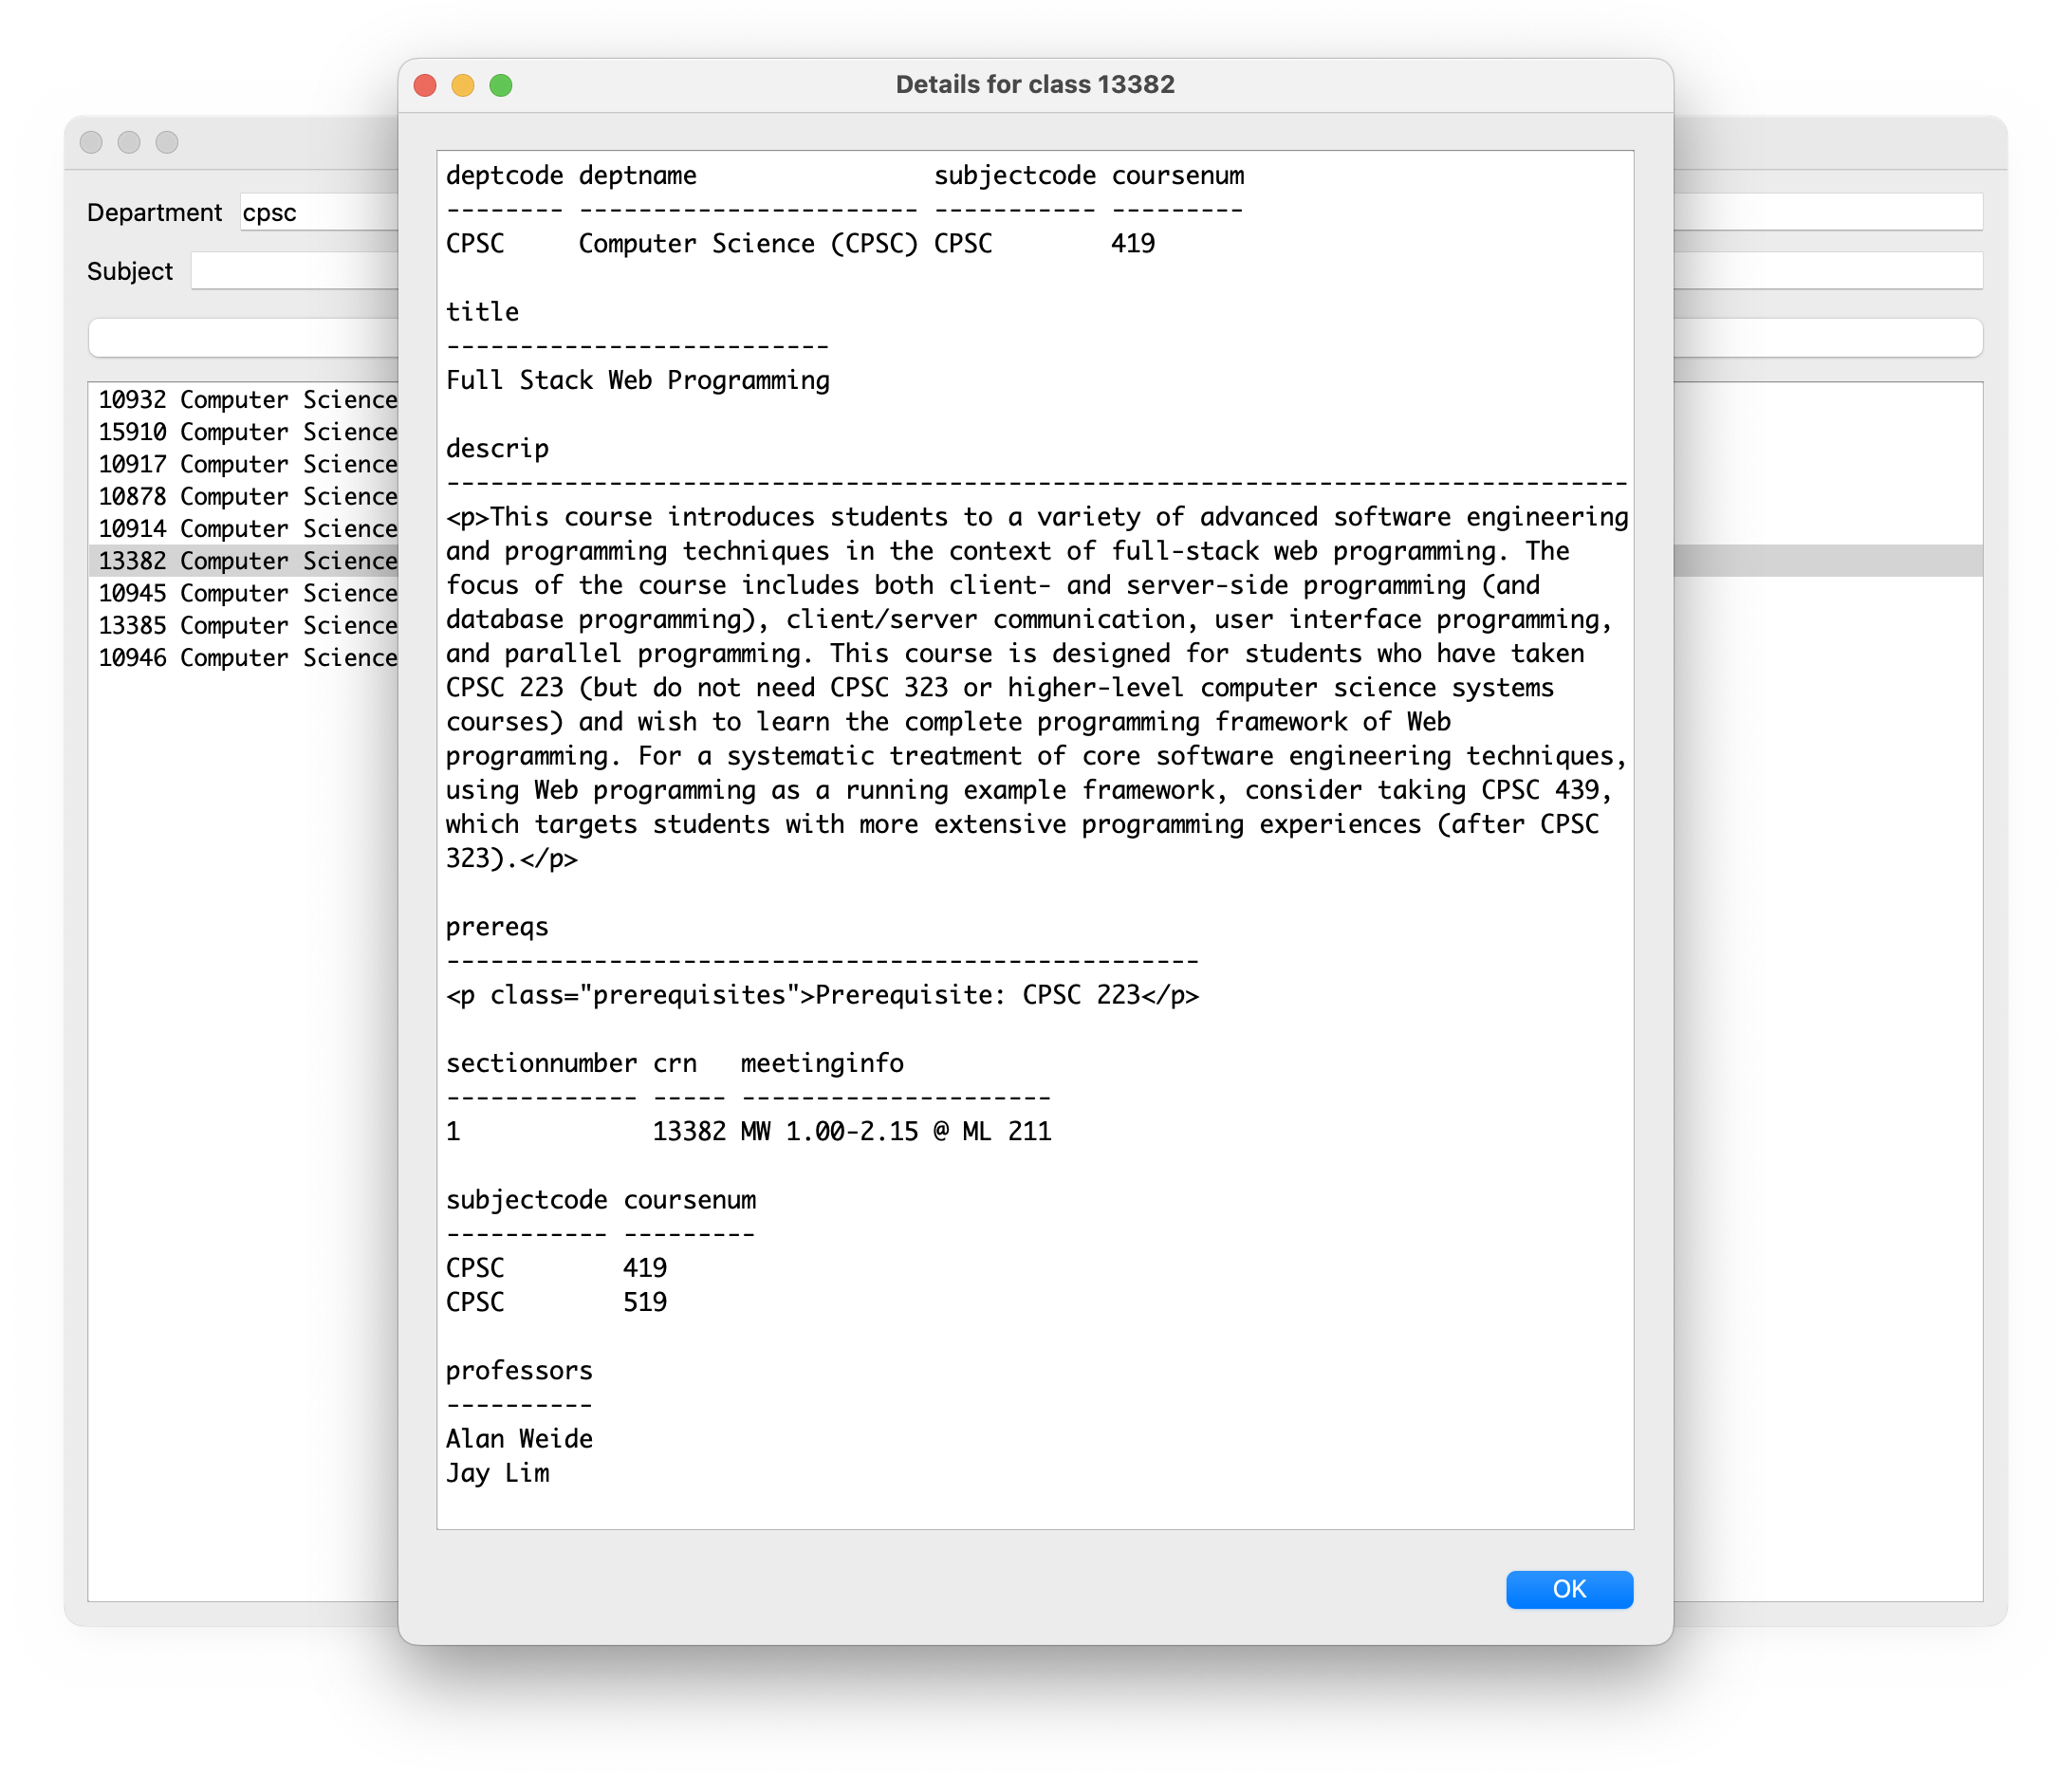 Details for class 13382
Department cpsc
Subject
10932 Computer Science
15910 Computer Science
10917 Computer Science
10878 Computer Science
10914 Computer Science
13382 Computer Science
10945 Computer Science
13385 Computer Science
10946 Computer Science
deptcode deptname                subjectcode coursenum
-------- ----------------------- ----------- ---------
CPSC     Computer Science (CPSC) CPSC        419
title
--------------------------
Full Stack Web Programming
descrip
--------------------------------------------------------------------------------
<p>This course introduces students to a variety of advanced software engineering
and programming techniques in the context of full-stack web programming. The
focus of the course includes both client- and server-side programming (and
database programming), client/server communication, user interface programming,
and parallel programming. This course is designed for students who have taken
CPSC 223 (but do not need CPSC 323 or higher-level computer science systems
courses) and wish to learn the complete programming framework of Web
programming. For a systematic treatment of core software engineering techniques,
using Web programming as a running example framework, consider taking CPSC 439,
which targets students with more extensive programming experiences (after CPSC
323).</p>
prereqs
---------------------------------------------------
<p class="prerequisites">Prerequisite: CPSC 223</p>
sectionnumber crn   meetinginfo
------------- ----- ---------------------
1             13382 MW 1.00-2.15 @ ML 211
subjectcode coursenum
----------- ---------
CPSC        419
CPSC        519
professors
----------
Alan Weide
Jay Lim
OK